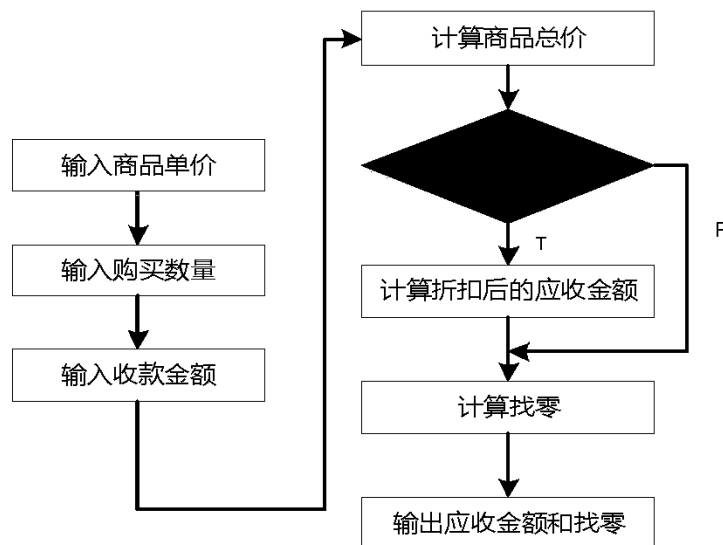 输入商品单价
输入购买数量
输入收款金额
计算商品总价
T
F
计算折扣后的应收金额
计算找零
输出应收金额和找零